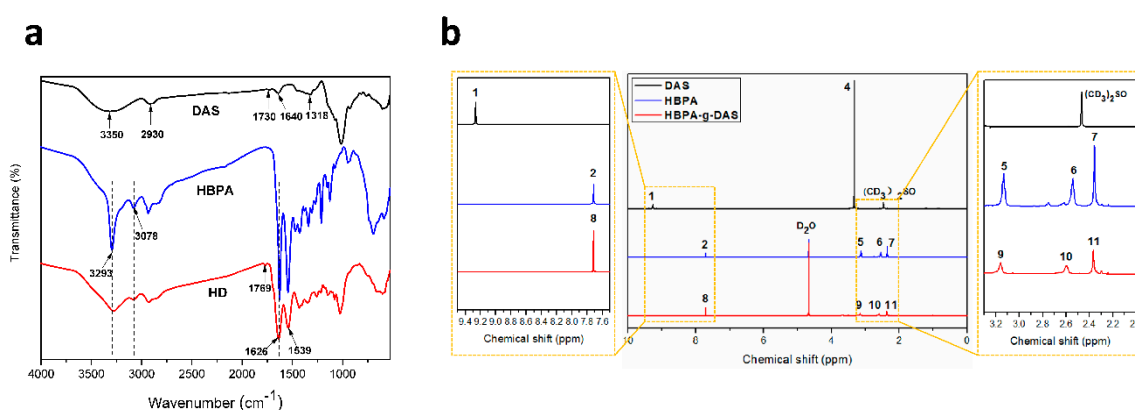 a
DAS
3350
2930
1730
1640
1318
HBPA
3293
3078
HD
1769
1626
1539
Transmittance (%)
4000 3500 3000 2500 2000 1500 1000
Wavenumber (cm-1)
b
1
2
8
9.4 9.2 9.0 8.8 8.6 8.4 8.2 8.0 7.8 7.6
Chemical shift (ppm)
DAS
HBPA
HBPA-g-DAS
4
1
(CD3)2SO
D2O
2
5 6 7
8
9 10 11
10 8 6 4 2 0
Chemical shift (ppm)
(CD3)2SO
7
5
6
9
10
11
3.2 3.0 2.8 2.6 2.4 2.2 2.0
Chemical shift (ppm)